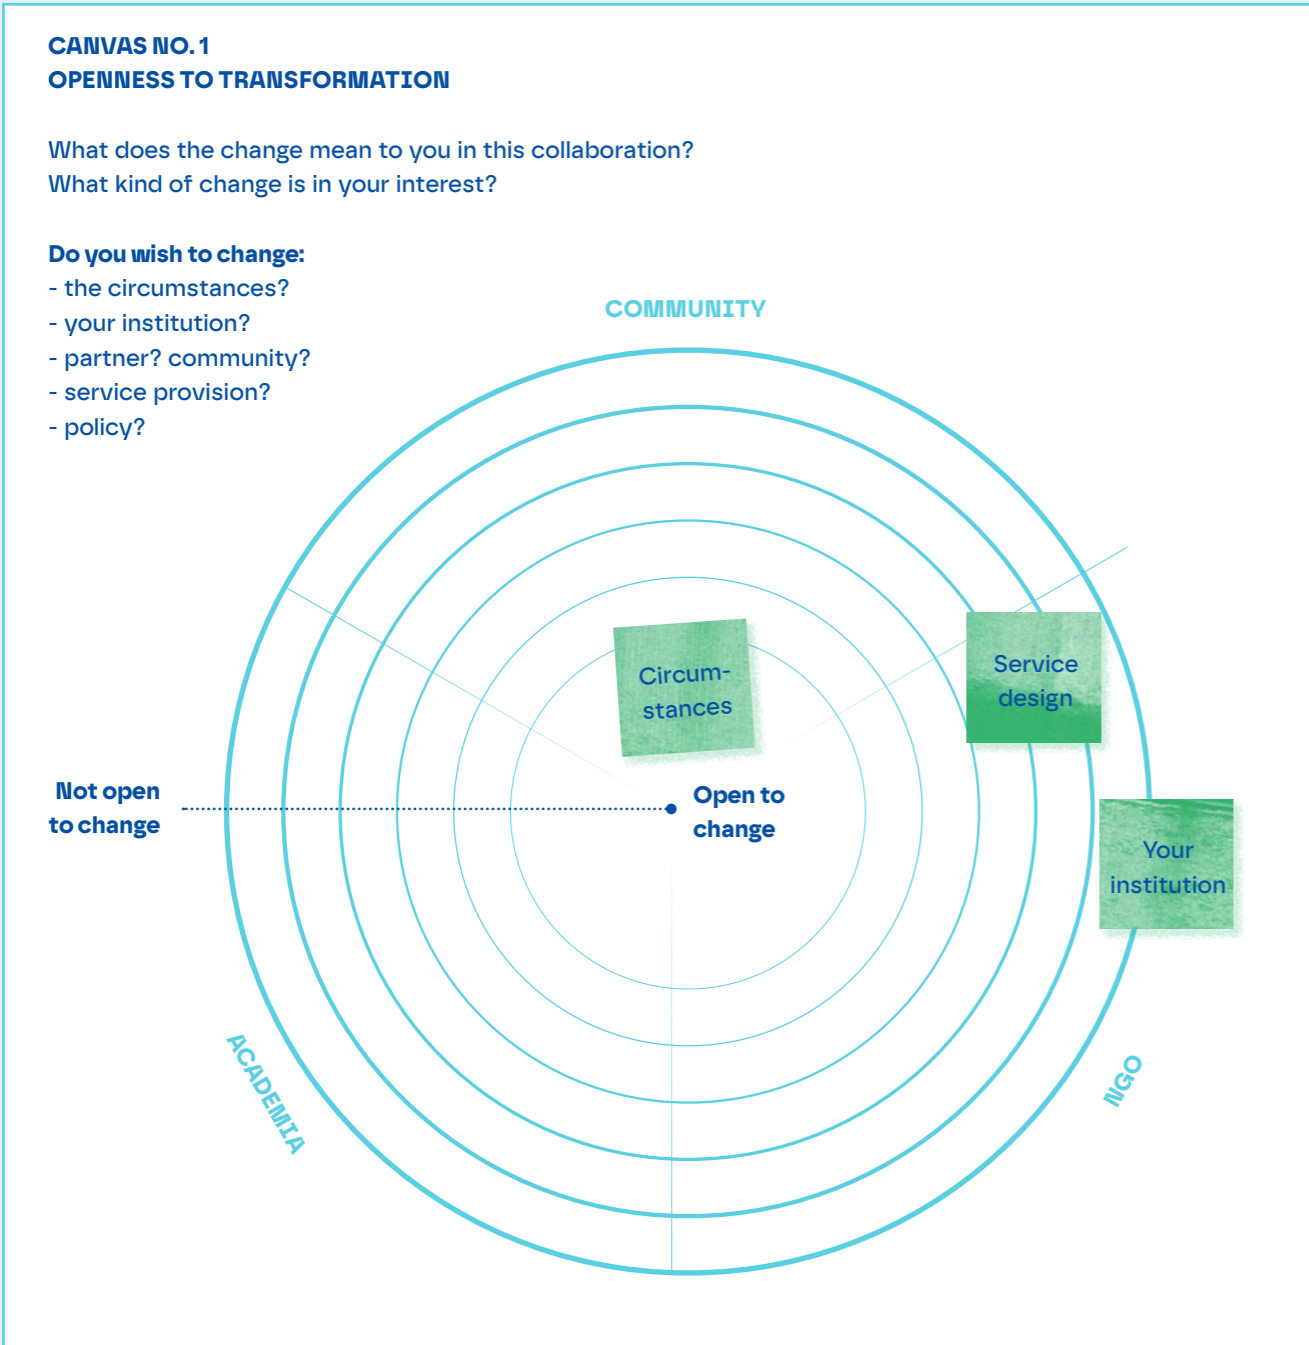 CANVAS NO. 1
OPENNESS TO TRANSFORMATION
What does the change mean to you in this collaboration?
What kind of change is in your interest?
Do you wish to change:
- the circumstances?
- your institution?
- partner? community?
- service provision?
- policy?
COMMUNITY
Circum-
stances
Service
design
Not open
to change
Open to
change
Your
institution
ACADEMIA
NGO